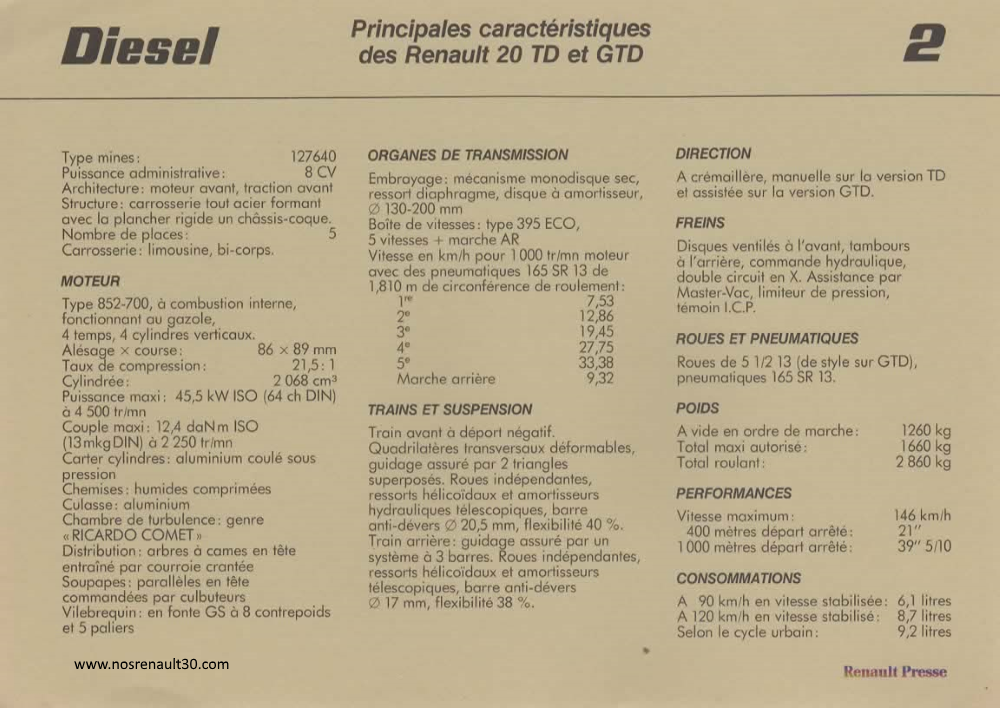 Diesel
Principales caractéristiques
des Renault 20 TD et GTD
2
Type mines: 127640
Puissance administrative: 8 CV
Architecture: moteur avant, traction avant
Structure: carrosserie tout acier formant
avec la plancher rigide un châssis-coque.
Nombre de places: 5
Carrosserie: limousine, bi-corps.
MOTEUR
Type 852-700, à combustion interne,
fonctionnant au gazole,
4 temps, 4 cylindres verticaux.
Alésage × course: 86 × 89 mm
Taux de compression: 21,5: 1
Cylindrée: 2 068 cm³
Puissance maxi: 45,5 kW ISO (64 ch DIN)
à 4 500 tr/mn
Couple maxi: 12,4 daNm ISO
(13mkgDIN) à 2 250 tr/mn
Carter cylindres: aluminium coulé sous
pression
Chemises: humides comprimées
Culasse: aluminium
Chambre de turbulence: genre
« RICARDO COMET »
Distribution: arbres à cames en tête
entraîné par courroie crantée
Soupapes: parallèles en tête
commandées par culbuteurs
Vilebrequin: en fonte GS à 8 contrepoids
et 5 paliers
ORGANES DE TRANSMISSION
Embrayage: mécanisme monodisque sec,
ressort diaphragme, disque à amortisseur,
Ø 130-200 mm
Boîte de vitesses: type 395 ECO,
5 vitesses + marche AR
Vitesse en km/h pour 1 000 tr/mn moteur
avec des pneumatiques 165 SR 13 de
1,810 m de circonférence de roulement:
1re 7,53
2e 12,86
3e 19,45
4e 27,75
5e 33,38
Marche arrière 9,32
TRAINS ET SUSPENSION
Train avant à déport négatif.
Quadrilatères transversaux déformables,
guidage assuré par 2 triangles
superposés. Roues indépendantes,
ressorts hélicoïdaux et amortisseurs
hydrauliques télescopiques, barre
anti-dévers Ø 20,5 mm, flexibilité 40 %.
Train arrière: guidage assuré par un
système à 3 barres. Roues indépendantes,
ressorts hélicoïdaux et amortisseurs
télescopiques, barre anti-dévers
Ø 17 mm, flexibilité 38 %.
DIRECTION
A crémaillère, manuelle sur la version TD
et assistée sur la version GTD.
FREINS
Disques ventilés à l'avant, tambours
à l'arrière, commande hydraulique,
double circuit en X. Assistance par
Master-Vac, limiteur de pression,
témoin I.C.P.
ROUES ET PNEUMATIQUES
Roues de 5 1/2 13 (de style sur GTD),
pneumatiques 165 SR 13.
POIDS
A vide en ordre de marche: 1260 kg
Total maxi autorisé: 1660 kg
Total roulant: 2 860 kg
PERFORMANCES
Vitesse maximum: 146 km/h
400 mètres départ arrêté: 21"
1 000 mètres départ arrêté: 39" 5/10
CONSOMMATIONS
A 90 km/h en vitesse stabilisée: 6,1 litres
A 120 km/h en vitesse stabilisé: 8,7 litres
Selon le cycle urbain: 9,2 litres
www.nosrenault30.com
Renault Presse